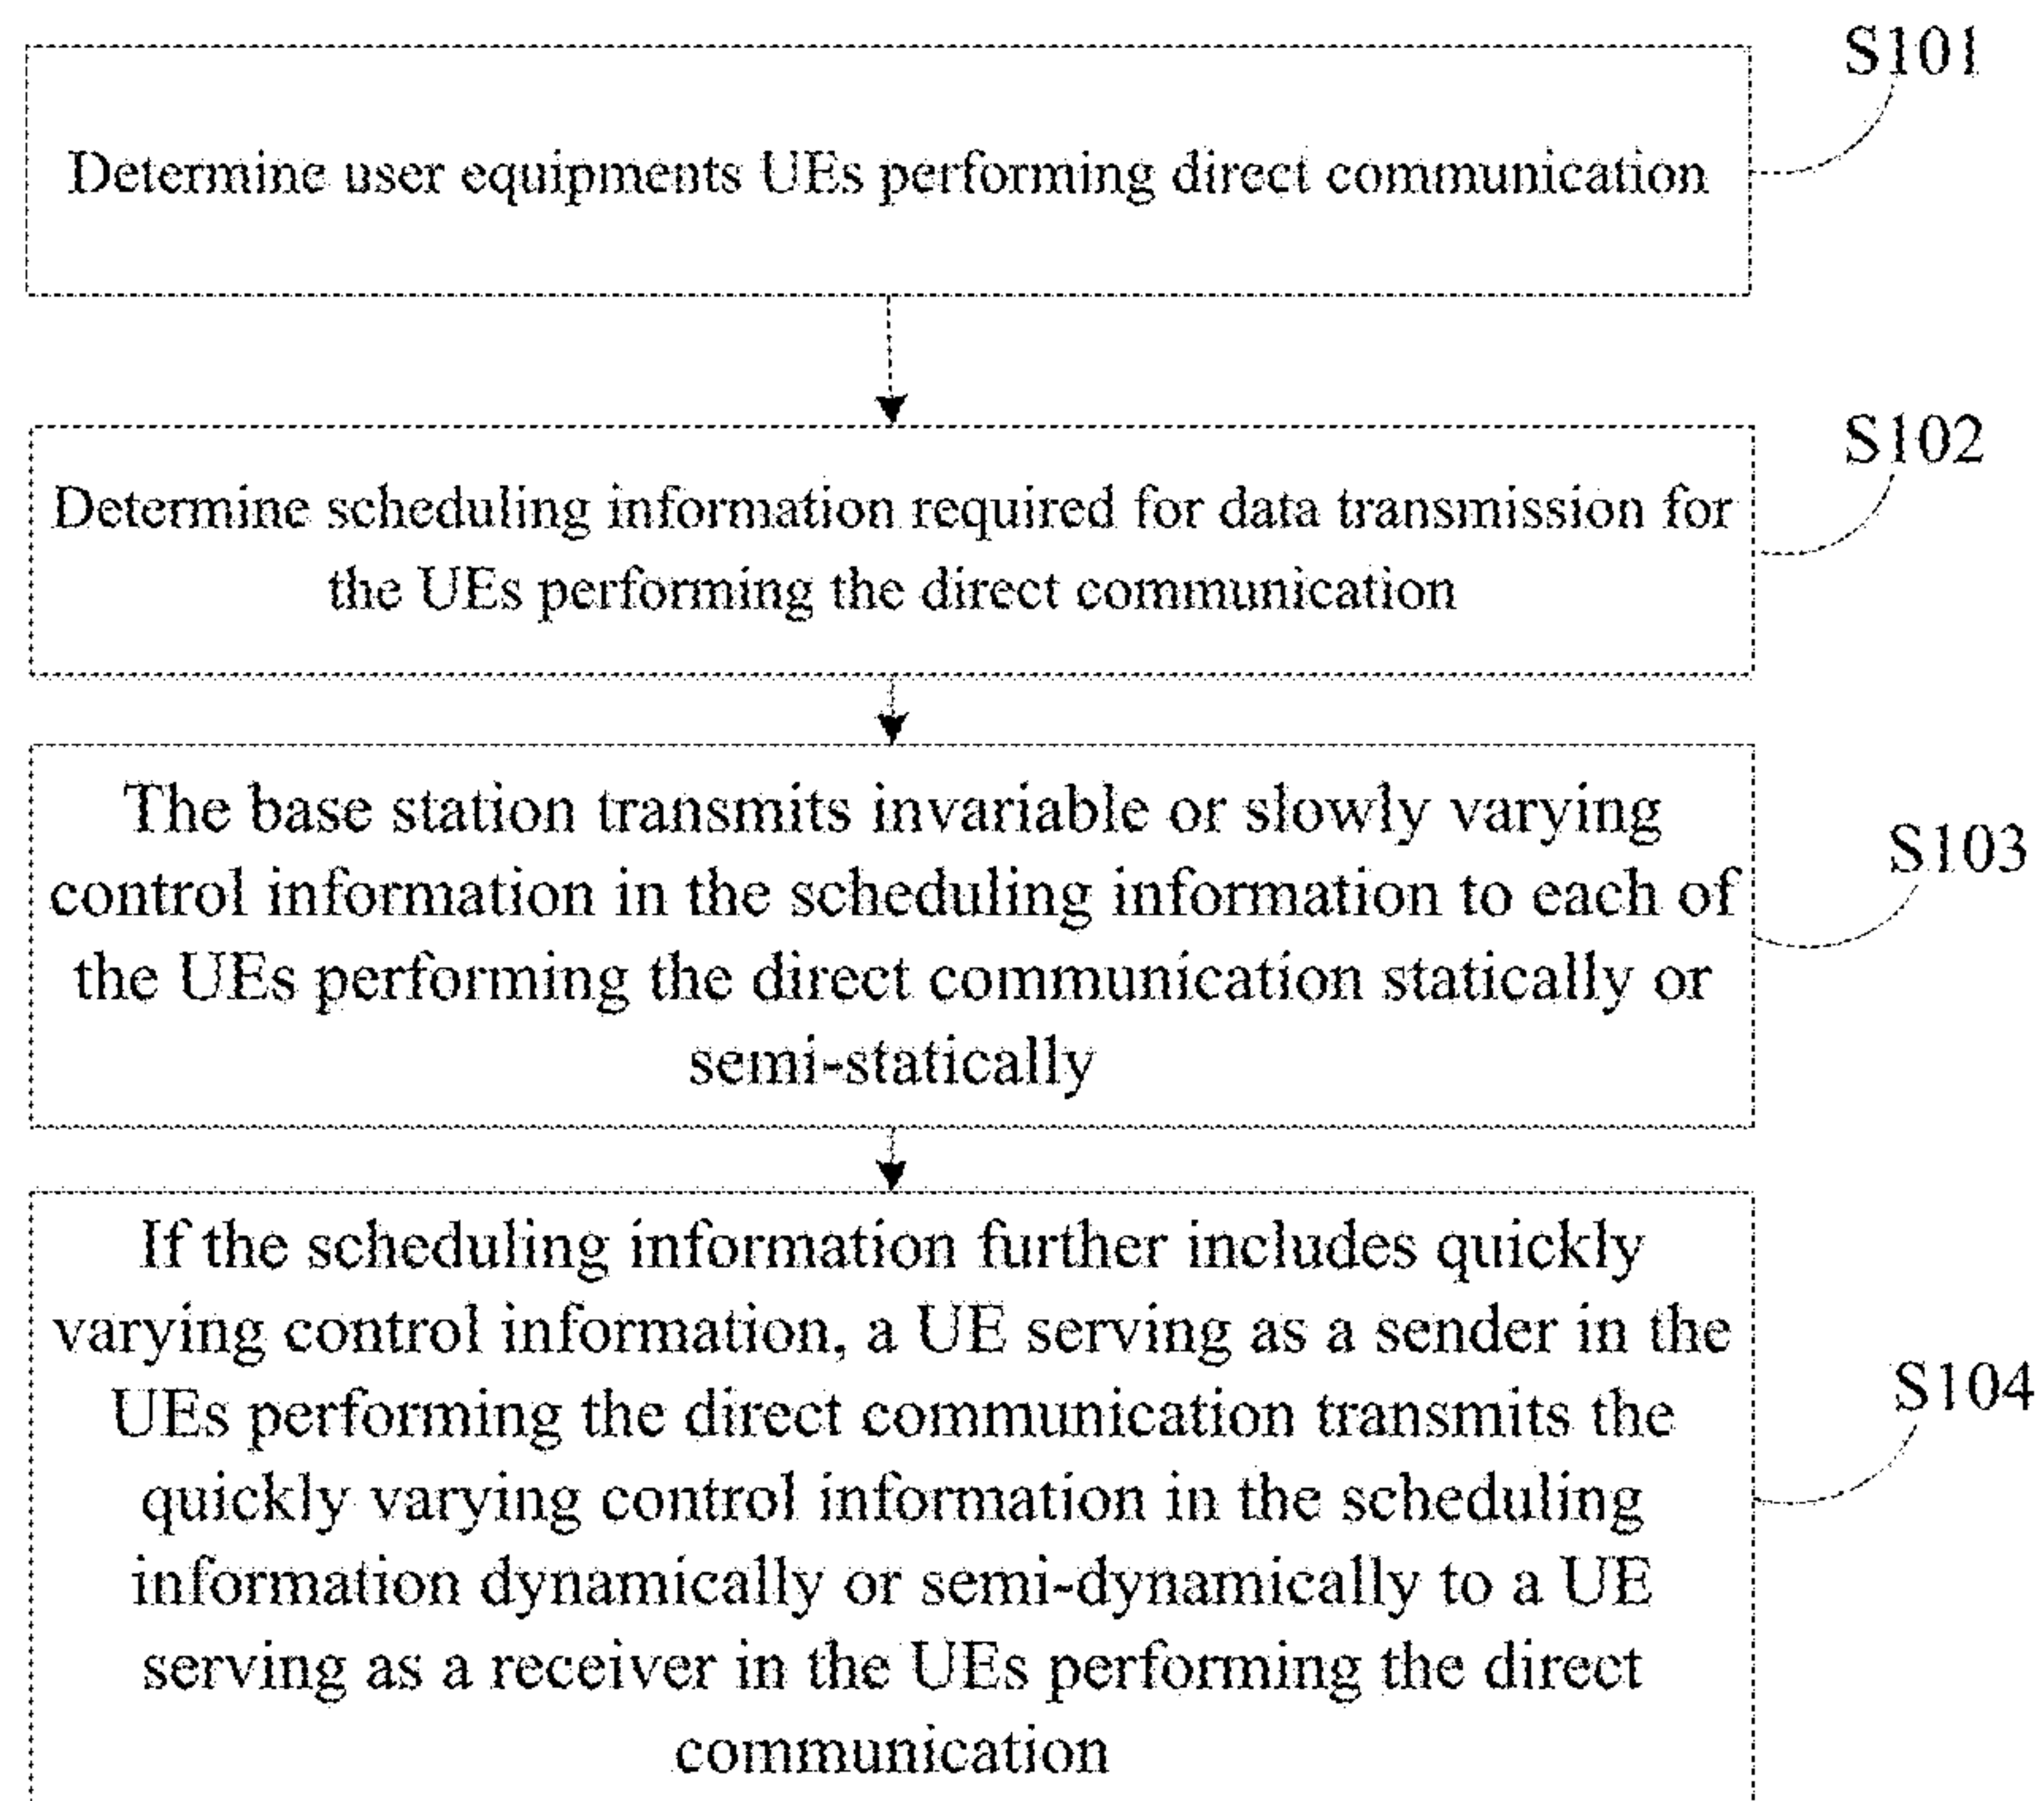 S101
Determine user equipments UEs performing direct communication
S102
Determine scheduling information required for data transmission for
the UEs performing the direct communication
The base station transmits invariable or slowly varying
control information in the scheduling information to each of
the UEs performing the direct communication statically or
semi-statically
S103
If the scheduling information further includes quickly
varying control information, a UE serving as a sender in the
UEs performing the direct communication transmits the
quickly varying control information in the scheduling
information dynamically or semi-dynamically to a UE
serving as a receiver in the UEs performing the direct
communication
S104